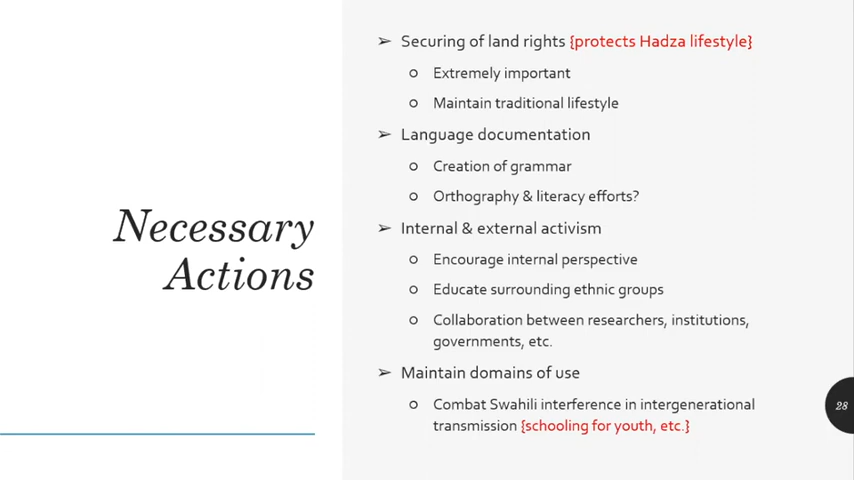 Necessary
Actions
➢ Securing of land rights {protects Hadza lifestyle}
o Extremely important
o Maintain traditional lifestyle
➢ Language documentation
o Creation of grammar
o Orthography & literacy efforts?
➢ Internal & external activism
o Encourage internal perspective
o Educate surrounding ethnic groups
o Collaboration between researchers, institutions,
governments, etc.
➢ Maintain domains of use
o Combat Swahili interference in intergenerational
transmission {schooling for youth, etc.}
28